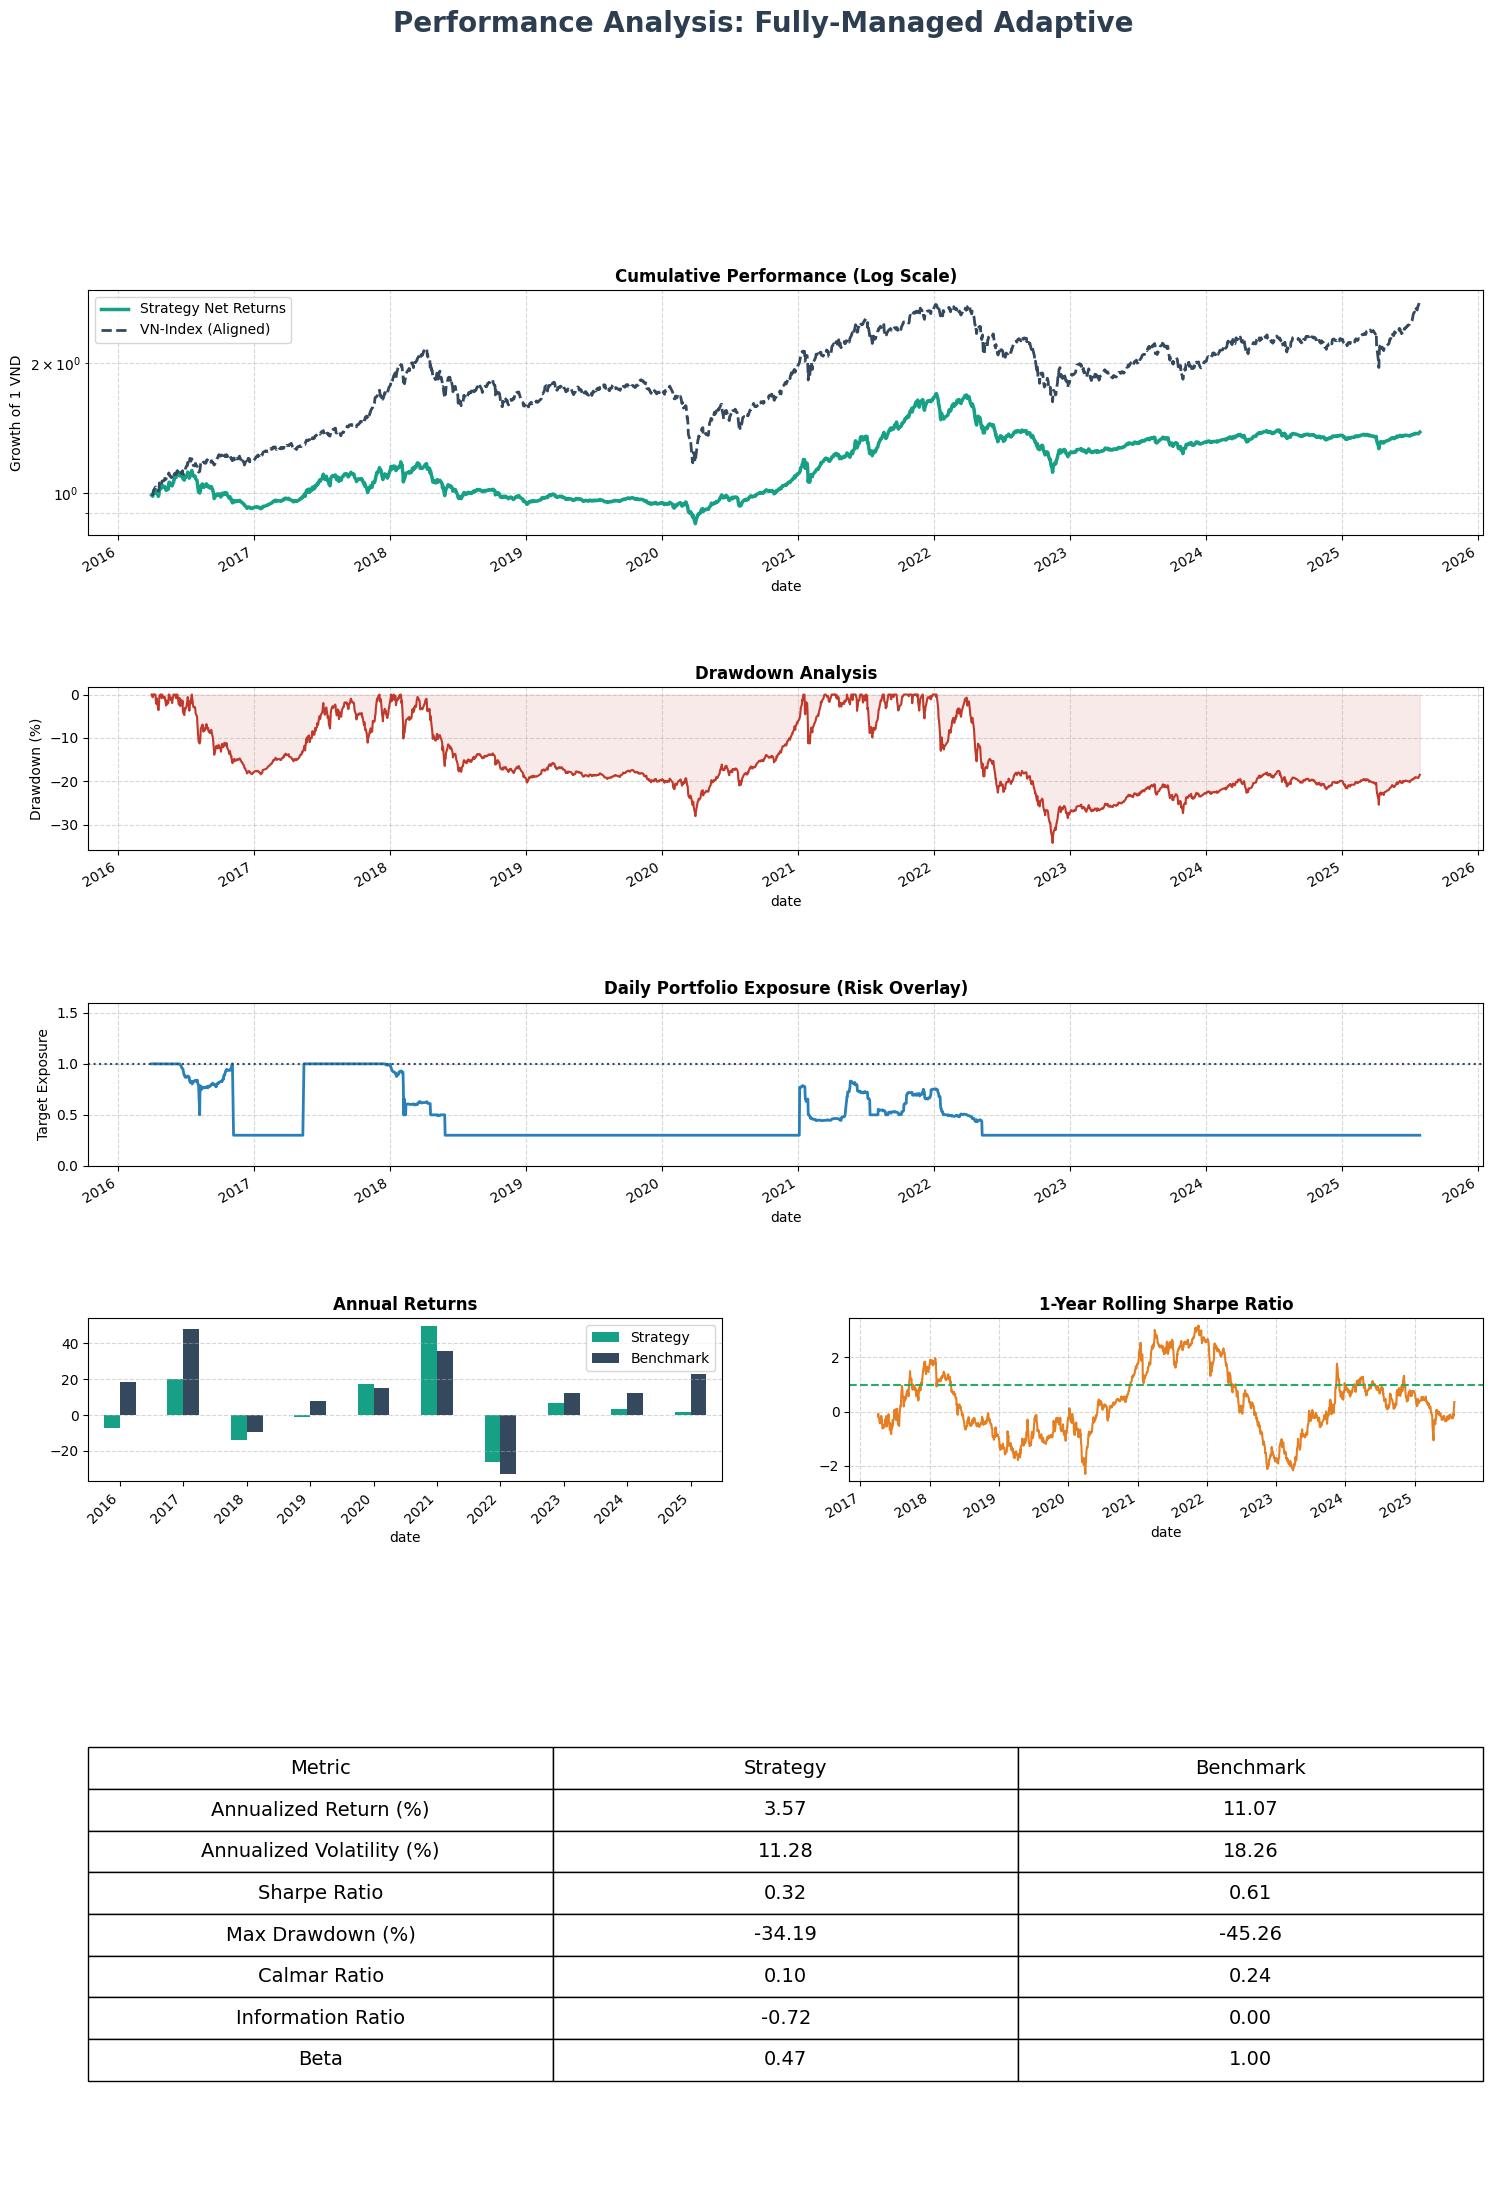 Performance Analysis: Fully-Managed Adaptive
Cumulative Performance (Log Scale)
Strategy Net Returns
VN-Index (Aligned)
Growth of 1 VND
2 × 10⁰
10⁰
2016 2017 2018 2019 2020 2021 2022 2023 2024 2025 2026
date
Drawdown Analysis
Drawdown (%)
0
−10
−20
−30
2016 2017 2018 2019 2020 2021 2022 2023 2024 2025 2026
date
Daily Portfolio Exposure (Risk Overlay)
Target Exposure
1.5
1.0
0.5
0.0
2016 2017 2018 2019 2020 2021 2022 2023 2024 2025 2026
date
Annual Returns
Strategy
Benchmark
40
20
0
−20
2016 2017 2018 2019 2020 2021 2022 2023 2024 2025
date
1-Year Rolling Sharpe Ratio
2
0
−2
2017 2018 2019 2020 2021 2022 2023 2024 2025
date
Metric Strategy Benchmark
Annualized Return (%) 3.57 11.07
Annualized Volatility (%) 11.28 18.26
Sharpe Ratio 0.32 0.61
Max Drawdown (%) -34.19 -45.26
Calmar Ratio 0.10 0.24
Information Ratio -0.72 0.00
Beta 0.47 1.00